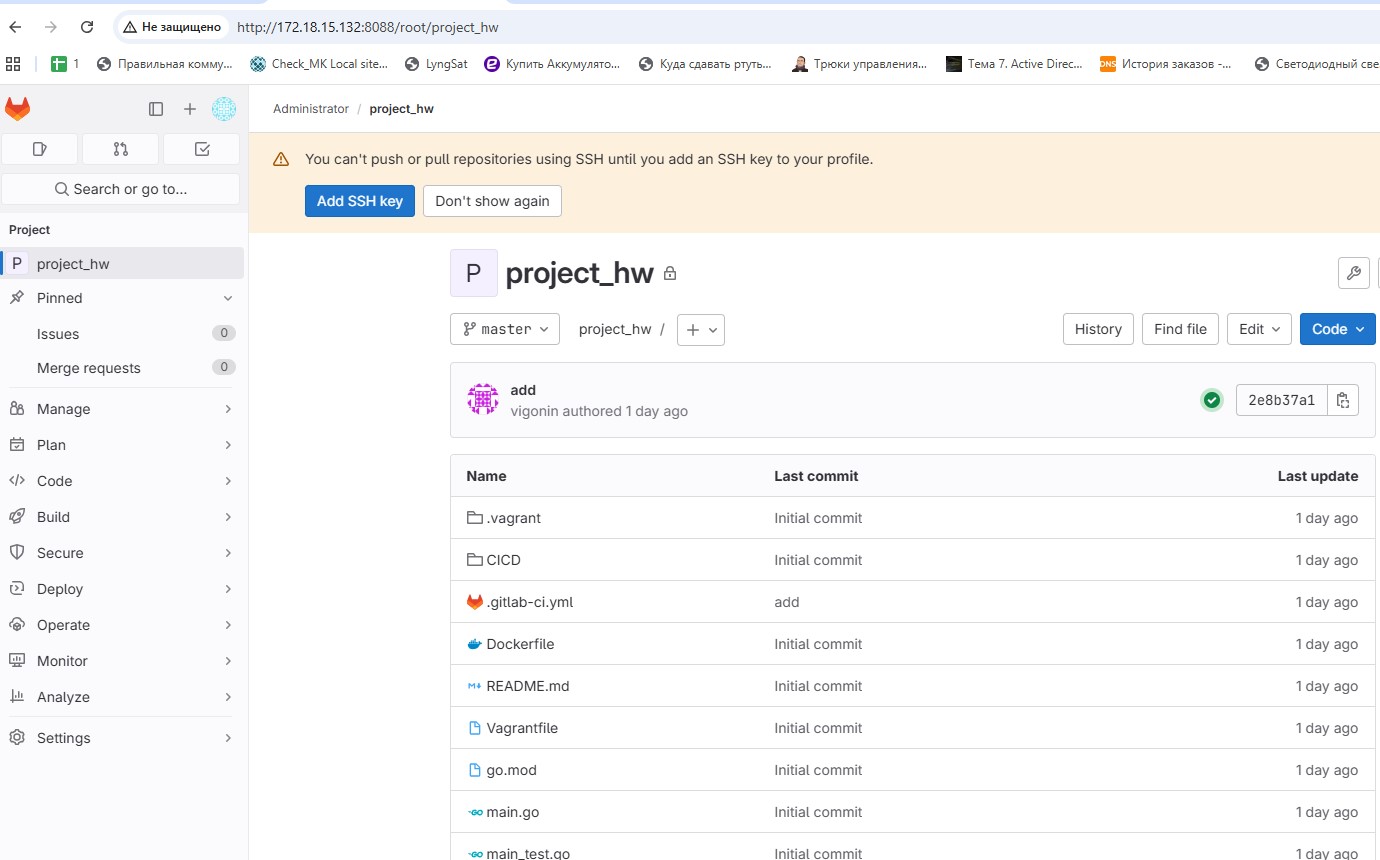 Не защищено http://172.18.15.132:8088/root/project_hw
1 Правильная комму... Check_MK Local site... LyngSat Купить Аккумулято... Куда сдавать ртуть... Трюки управления... Тема 7. Active Direc... DNS История заказов -... Светодиодный све
Administrator / project_hw
You can't push or pull repositories using SSH until you add an SSH key to your profile.
Add SSH key Don't show again
Search or go to...
Project
P project_hw
Pinned
Issues 0
Merge requests 0
Manage
Plan
Code
Build
Secure
Deploy
Operate
Monitor
Analyze
Settings
P project_hw
master project_hw / + History Find file Edit Code
add
vigonin authored 1 day ago 2e8b37a1
Name Last commit Last update
.vagrant Initial commit 1 day ago
CICD Initial commit 1 day ago
.gitlab-ci.yml add 1 day ago
Dockerfile Initial commit 1 day ago
README.md Initial commit 1 day ago
Vagrantfile Initial commit 1 day ago
go.mod Initial commit 1 day ago
main.go Initial commit 1 day ago
main_test.go Initial commit 1 day ago